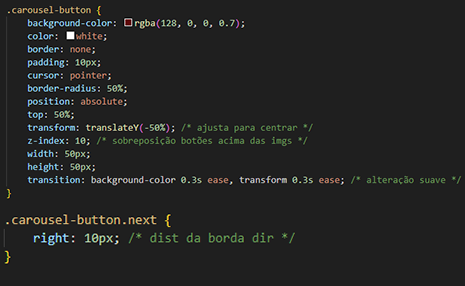 .carousel-button {
background-color: rgba(128, 0, 0, 0.7);
color: white;
border: none;
padding: 10px;
cursor: pointer;
border-radius: 50%;
position: absolute;
top: 50%;
transform: translateY(-50%); /* ajusta para centrar */
z-index: 10; /* sobreposição botões acima das imgs */
width: 50px;
height: 50px;
transition: background-color 0.3s ease, transform 0.3s ease; /* alteração suave */
}
.carousel-button.next {
right: 10px; /* dist da borda dir */
}